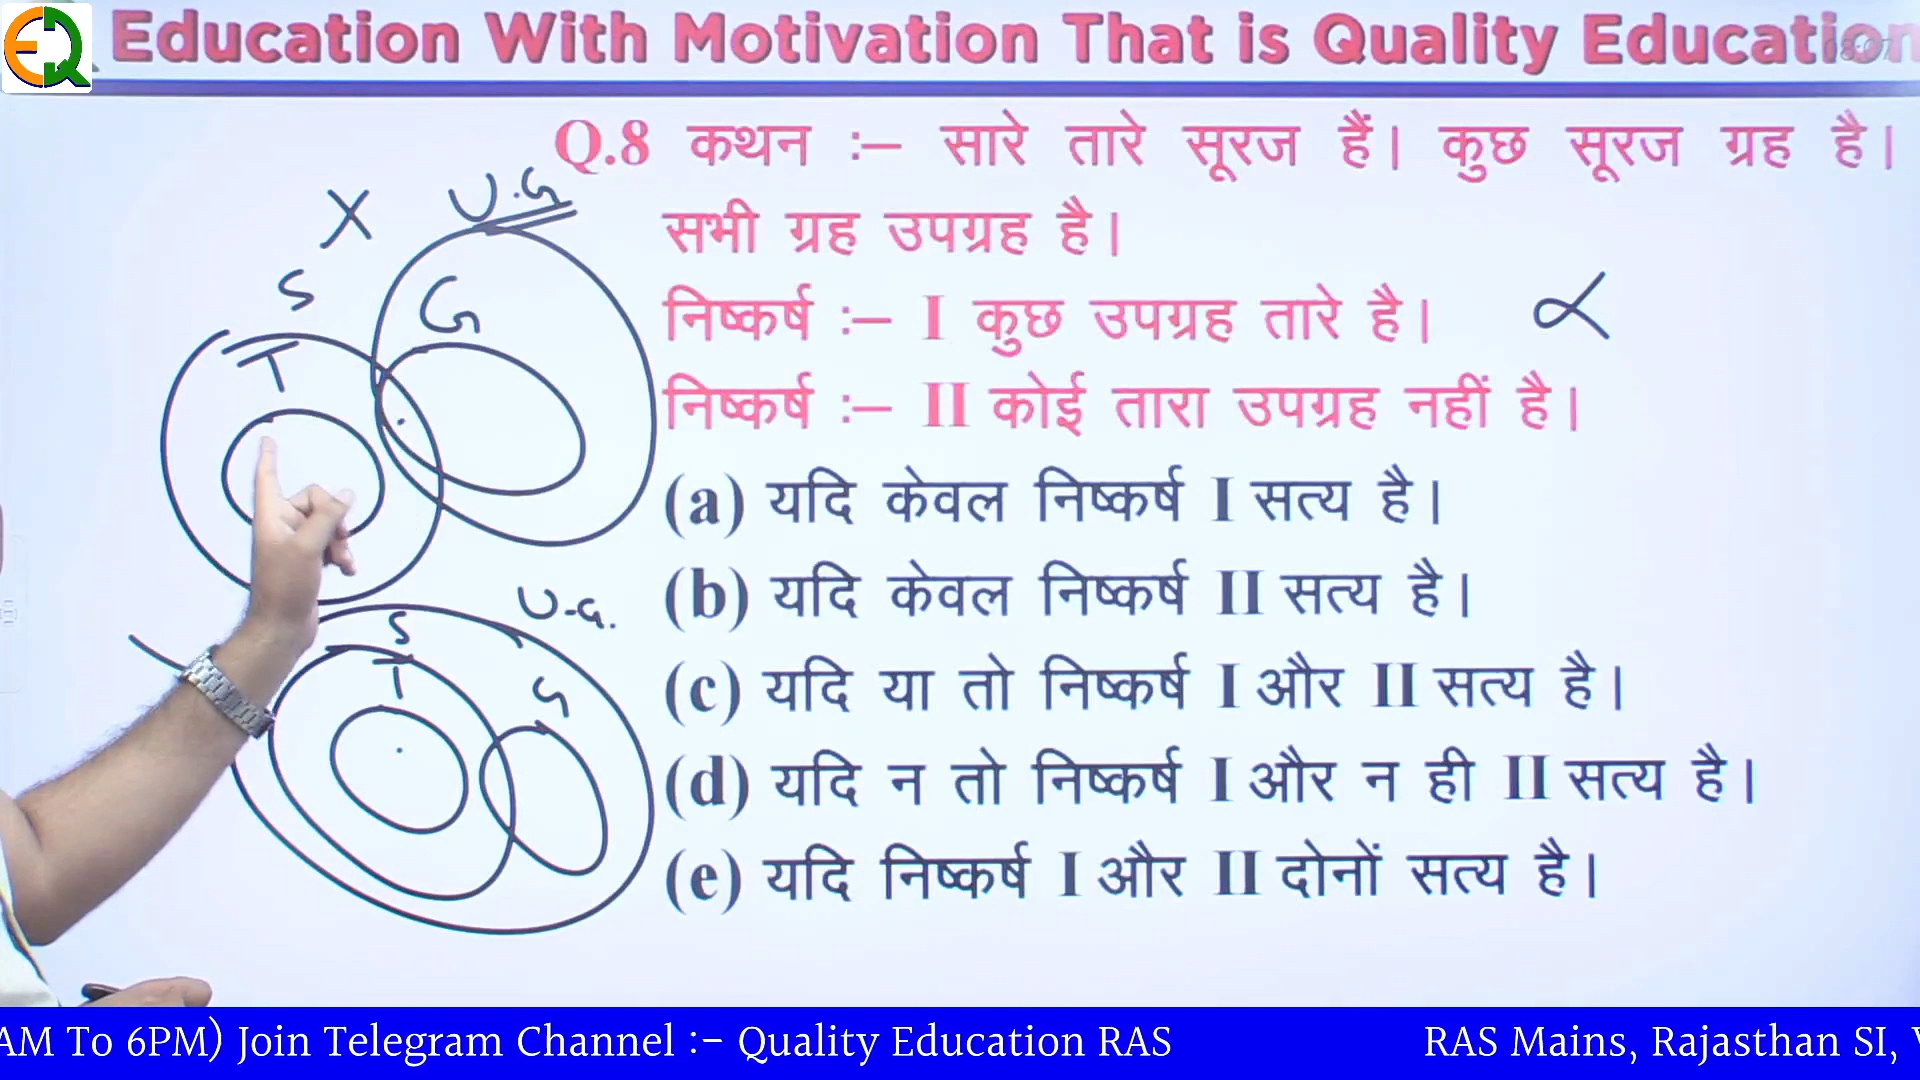 EQ
Education With Motivation That is Quality Education
08:07
Q.8 कथन :– सारे तारे सूरज हैं। कुछ सूरज ग्रह है।
सभी ग्रह उपग्रह है।
निष्कर्ष :– I कुछ उपग्रह तारे है।
निष्कर्ष :– II कोई तारा उपग्रह नहीं है।
(a) यदि केवल निष्कर्ष I सत्य है।
(b) यदि केवल निष्कर्ष II सत्य है।
(c) यदि या तो निष्कर्ष I और II सत्य है।
(d) यदि न तो निष्कर्ष I और न ही II सत्य है।
(e) यदि निष्कर्ष I और II दोनों सत्य है।
X
U.G
S
G
T
U-G.
S
T
G
AM To 6PM) Join Telegram Channel :- Quality Education RAS
RAS Mains, Rajasthan SI,